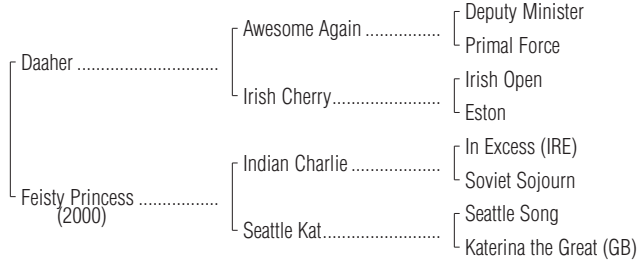 Deputy Minister
Awesome Again ..................
Primal Force
Daaher ..............................
Irish Open
Irish Cherry.......................
Eston
In Excess (IRE)
Indian Charlie ...................
Soviet Sojourn
Feisty Princess .................
(2000)
Seattle Song
Seattle Kat.........................
Katerina the Great (GB)